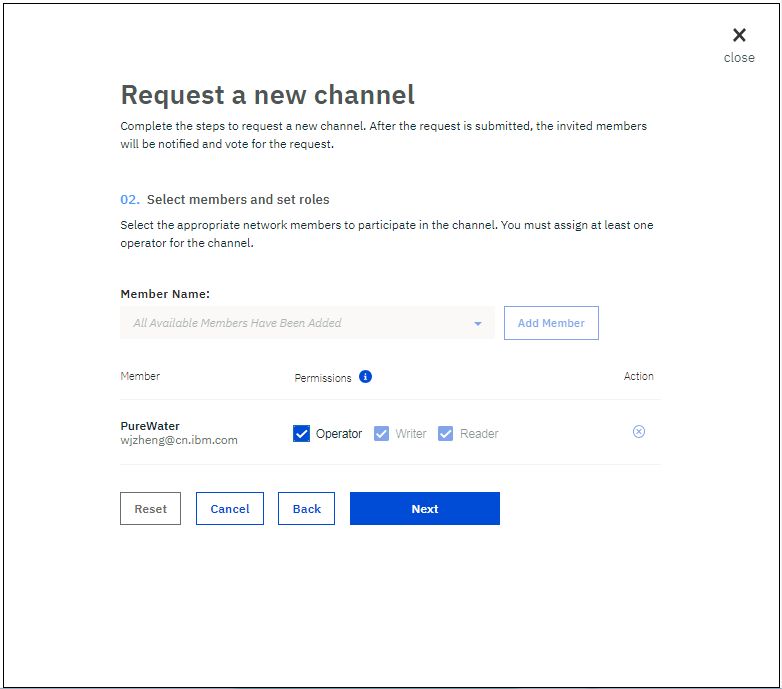 close
Request a new channel
Complete the steps to request a new channel. After the request is submitted, the invited members
will be notified and vote for the request.
02. Select members and set roles
Select the appropriate network members to participate in the channel. You must assign at least one
operator for the channel.
Member Name:
All Available Members Have Been Added Add Member
Member Permissions i Action
PureWater
wjzheng@cn.ibm.com
Operator Writer Reader
Reset Cancel Back Next